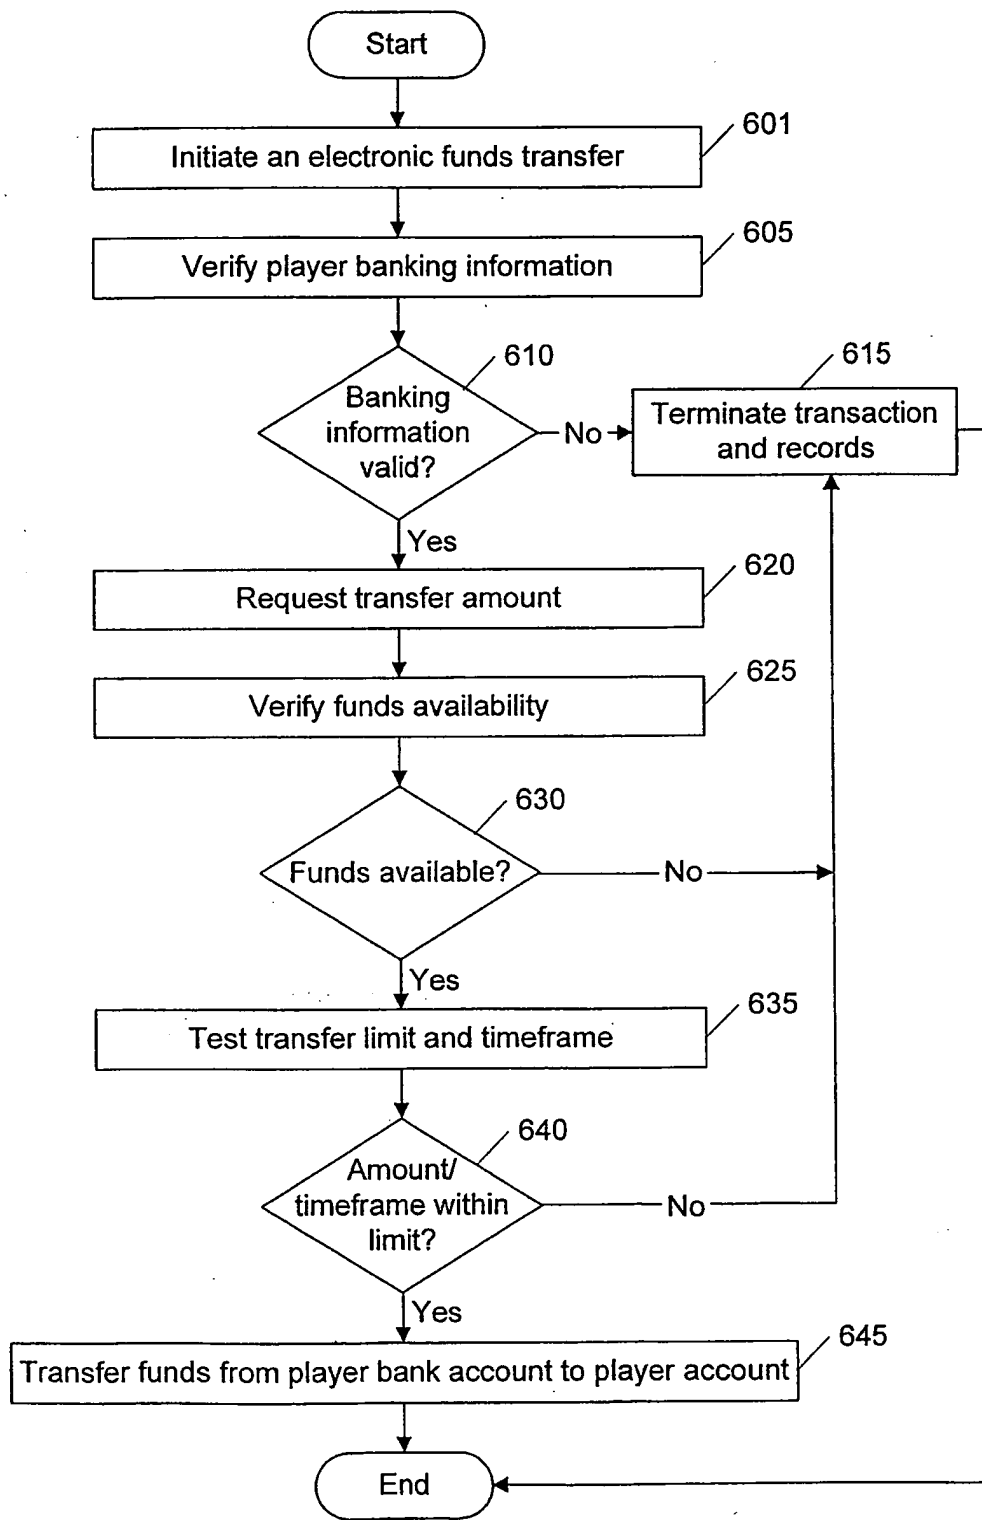 Start
601
Initiate an electronic funds transfer
605
Verify player banking information
610
Banking
information
valid?
No
615
Terminate transaction
and records
Yes
620
Request transfer amount
625
Verify funds availability
630
Funds available?
No
Yes
635
Test transfer limit and timeframe
640
Amount/
timeframe within
limit?
No
Yes
645
Transfer funds from player bank account to player account
End